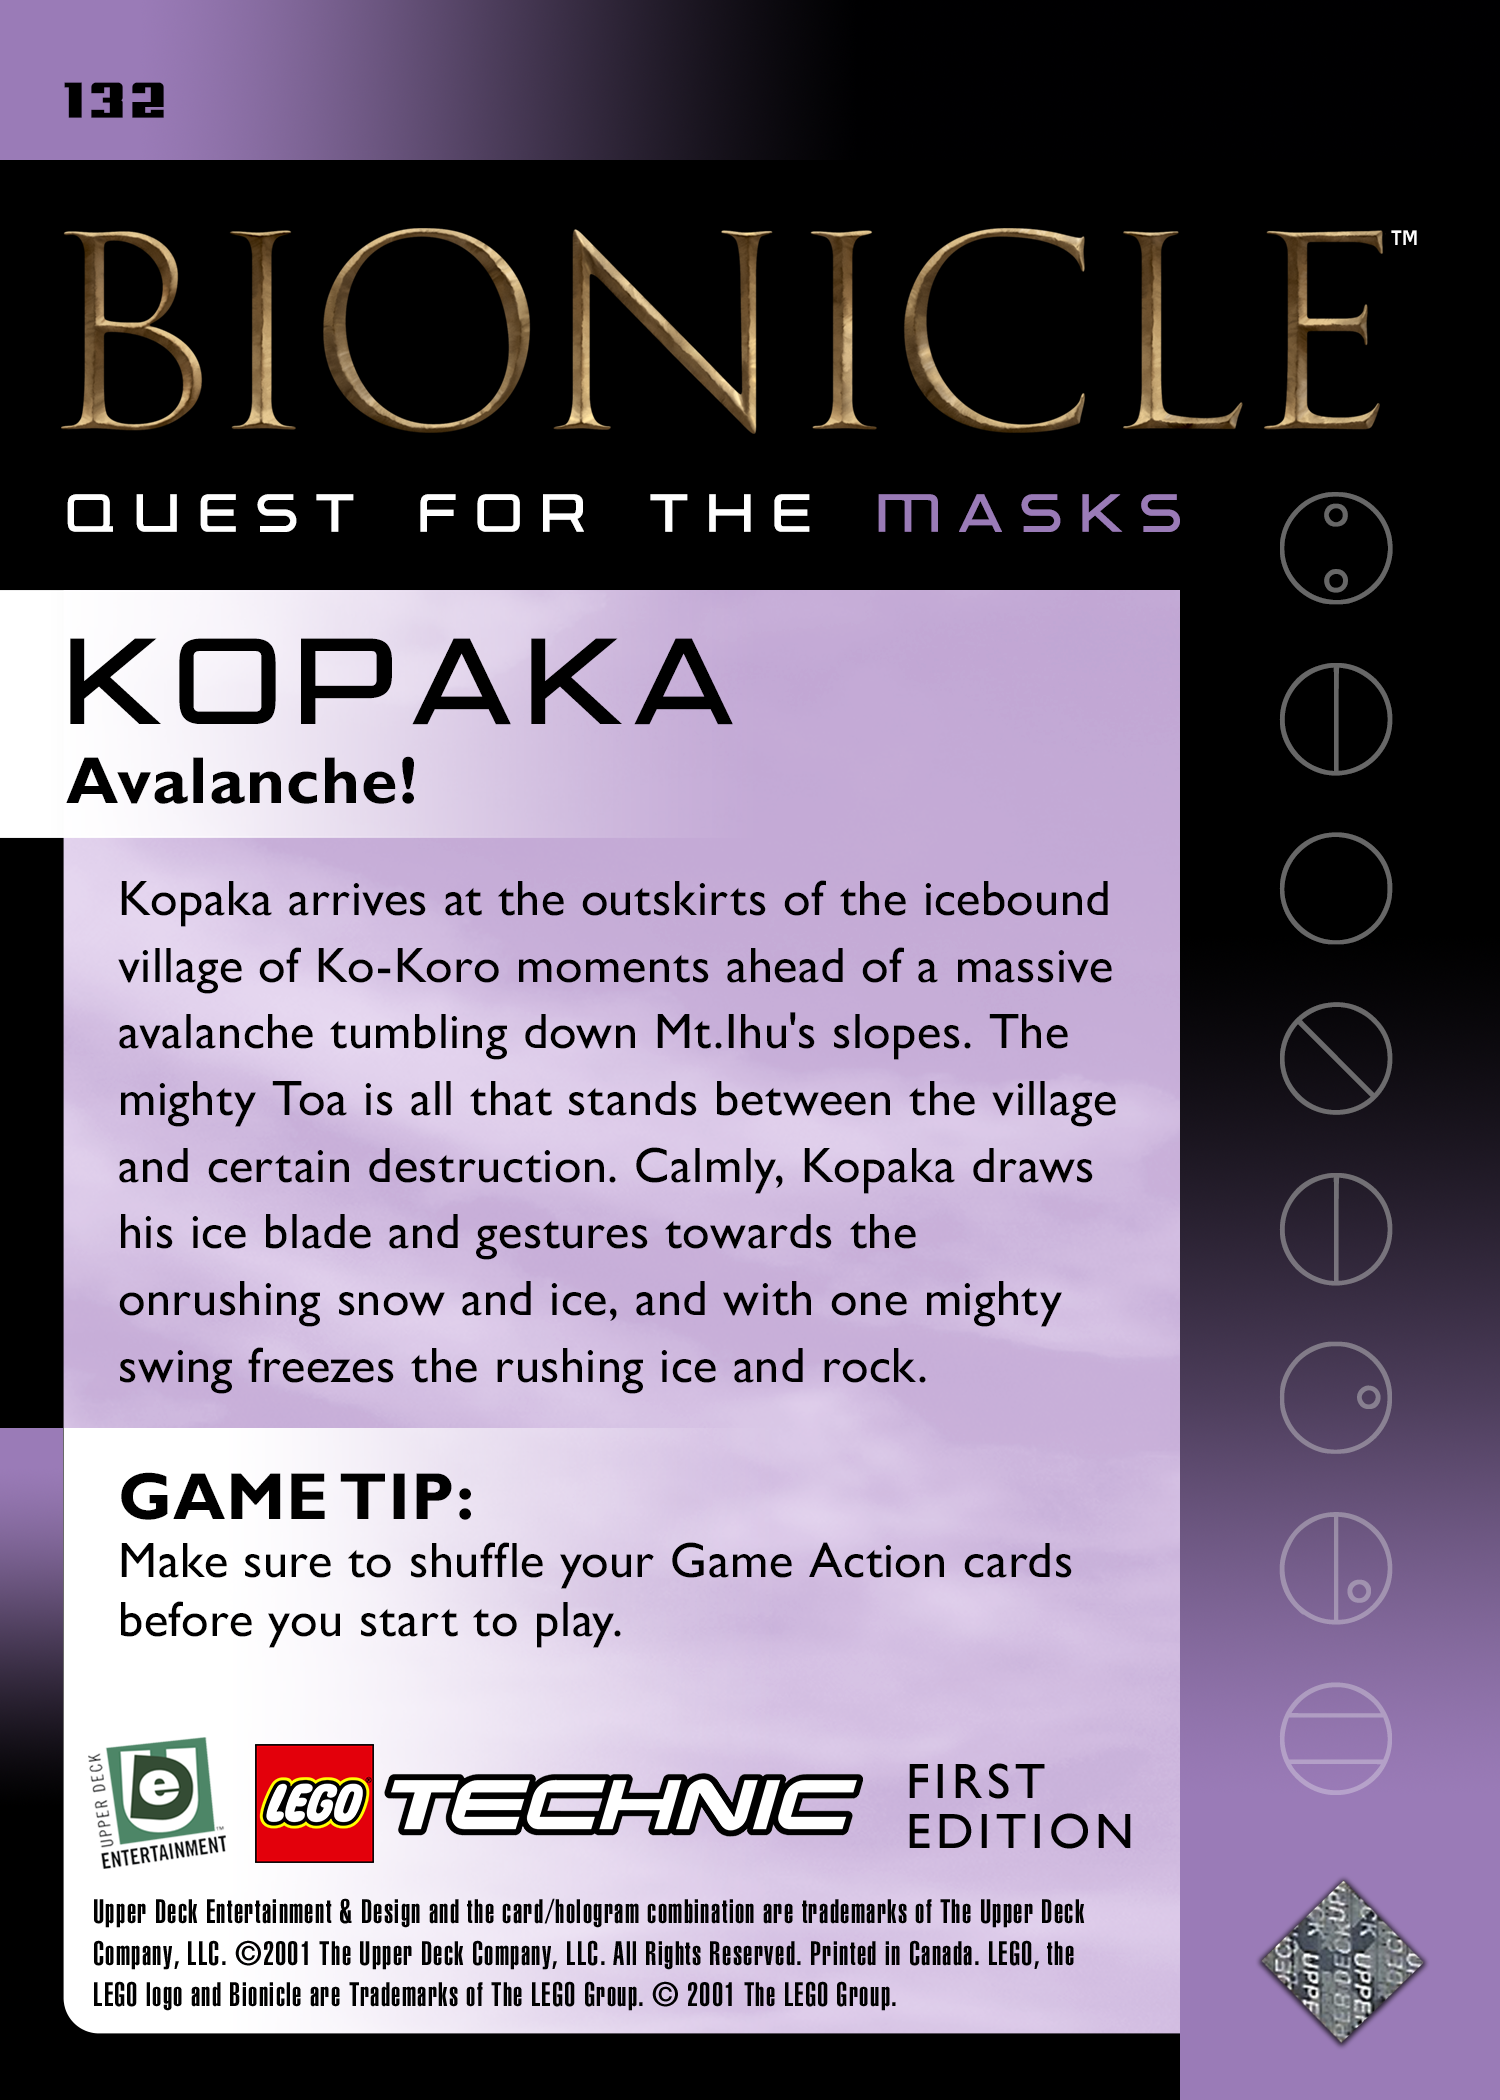 132
BIONICLE™
QUEST FOR THE MASKS
KOPAKA
Avalanche!
Kopaka arrives at the outskirts of the icebound
village of Ko-Koro moments ahead of a massive
avalanche tumbling down Mt.Ihu's slopes. The
mighty Toa is all that stands between the village
and certain destruction. Calmly, Kopaka draws
his ice blade and gestures towards the
onrushing snow and ice, and with one mighty
swing freezes the rushing ice and rock.
GAME TIP:
Make sure to shuffle your Game Action cards
before you start to play.
UPPER DECK
e
ENTERTAINMENT™
LEGO
TECHNIC
FIRST
EDITION
Upper Deck Entertainment & Design and the card/hologram combination are trademarks of The Upper Deck
Company, LLC. ©2001 The Upper Deck Company, LLC. All Rights Reserved. Printed in Canada. LEGO, the
LEGO logo and Bionicle are Trademarks of The LEGO Group. © 2001 The LEGO Group.